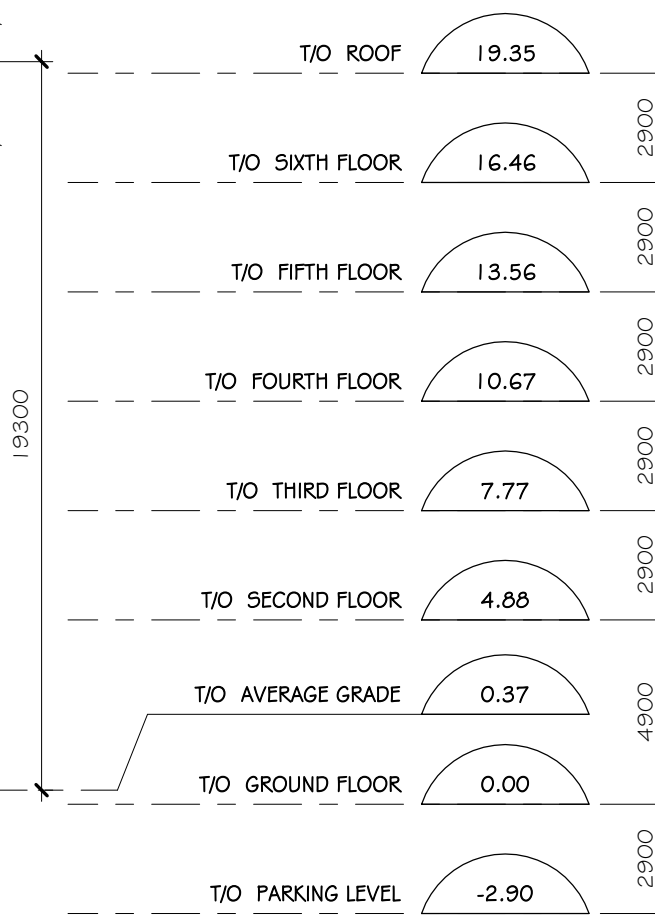 T/O ROOF 19.35
2900
T/O SIXTH FLOOR 16.46
2900
T/O FIFTH FLOOR 13.56
2900
T/O FOURTH FLOOR 10.67
19300
2900
T/O THIRD FLOOR 7.77
2900
T/O SECOND FLOOR 4.88
T/O AVERAGE GRADE 0.37
4900
T/O GROUND FLOOR 0.00
2900
T/O PARKING LEVEL -2.90